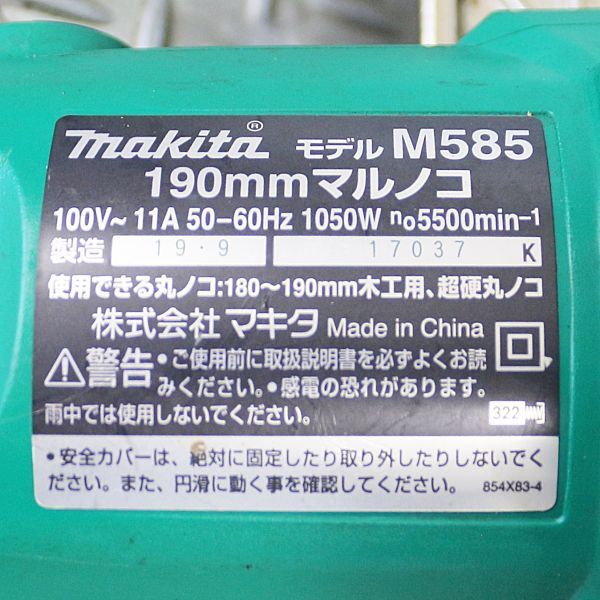 makita® モデル M585
190mmマルノコ
100V～11A 50−60Hz 1050W n₀5500min⁻¹
製造 19・9 17037 K
使用できる丸ノコ:180〜190mm木工用、超硬丸ノコ
株式会社 マキタ Made in China
⚠警告 ●ご使用前に取扱説明書を必ずよくお読
みください。●感電の恐れがあります。
雨中では使用しないでください。 322
●安全カバーは、絶対に固定したり取り外したりしないでく
ださい。また、円滑に動く事を確認してください。 854X83-4